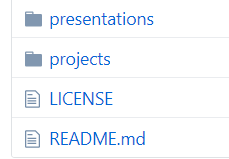 presentations
projects
LICENSE
README.md